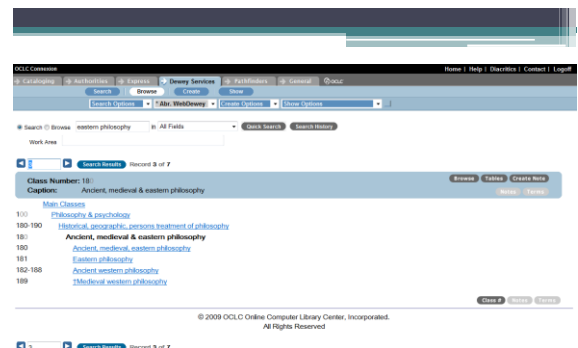 OCLC Connexion Home | Help | Diacritics | Contact | Logoff
Cataloging Authorities Express Dewey Services Pathfinders General OCLC
Search Browse Create Show
Search Options *Abr. WebDewey Create Options Show Options
Search Browse eastern philosophy in All Fields Quick Search Search History
Work Area
3 Search Results Record 3 of 7
Class Number: 180 Browse Tables Create Note
Caption: Ancient, medieval & eastern philosophy Notes Terms
Main Classes
100 Philosophy & psychology
180-190 Historical, geographic, persons treatment of philosophy
180 Ancient, medieval & eastern philosophy
180 Ancient, medieval, eastern philosophy
181 Eastern philosophy
182-188 Ancient western philosophy
189 †Medieval western philosophy
Class # Notes Terms
© 2009 OCLC Online Computer Library Center, Incorporated.
All Rights Reserved
3 Search Results Record 3 of 7